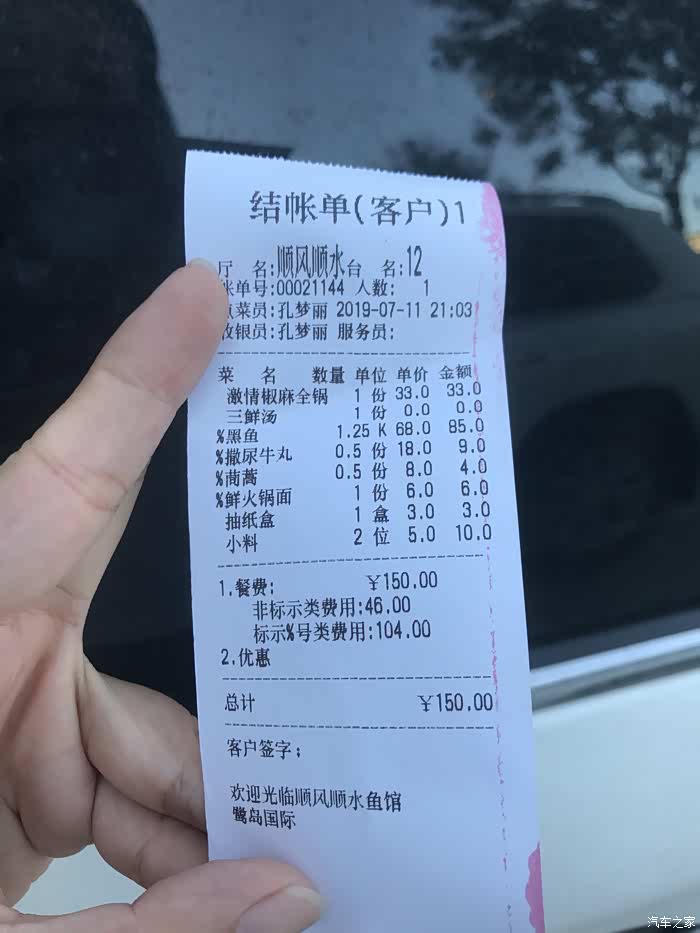 结帐单(客户)1
厅 名:顺风顺水台 名:12
帐单号:00021144 人数: 1
点菜员:孔梦丽 2019-07-11 21:03
收银员:孔梦丽 服务员:
菜 名 数量 单位 单价 金额
激情椒麻全锅 1 份 33.0 33.0
三鲜汤 1 份 0.0 0.0
%黑鱼 1.25 K 68.0 85.0
%撒尿牛丸 0.5 份 18.0 9.0
%茼蒿 0.5 份 8.0 4.0
%鲜火锅面 1 份 6.0 6.0
抽纸盒 1 盒 3.0 3.0
小料 2 位 5.0 10.0
1.餐费: ￥150.00
非标示类费用:46.00
标示%号类费用:104.00
2.优惠
总计 ￥150.00
客户签字;
欢迎光临顺风顺水鱼馆
鹭岛国际
汽车之家